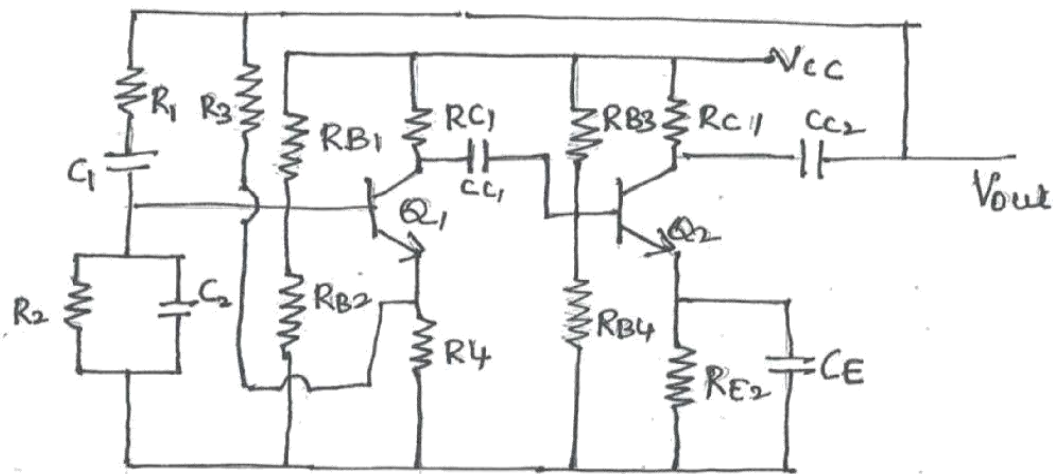 R1
R3
RB1
RC1
VCC
RB3
RC1
CC2
C1
CC1
Q1
Vout
Q2
R2
C2
RB2
R4
RB4
RE2
CE